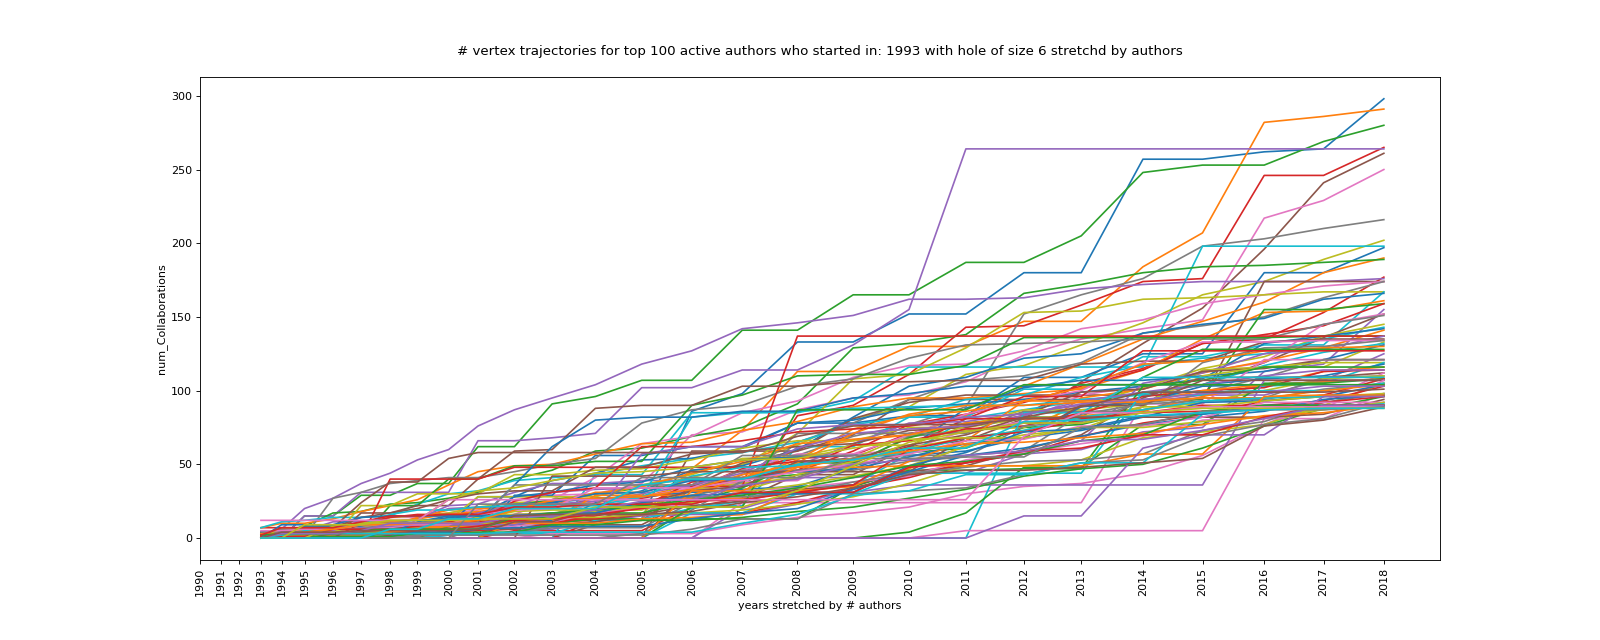 # vertex trajectories for top 100 active authors who started in: 1993 with hole of size 6 stretchd by authors
300
250
200
150
100
50
0
num_Collaborations
1990 1991 1992 1993 1994 1995 1996 1997 1998 1999 2000 2001 2002 2003 2004 2005 2006 2007 2008 2009 2010 2011 2012 2013 2014 2015 2016 2017 2018
years stretched by # authors